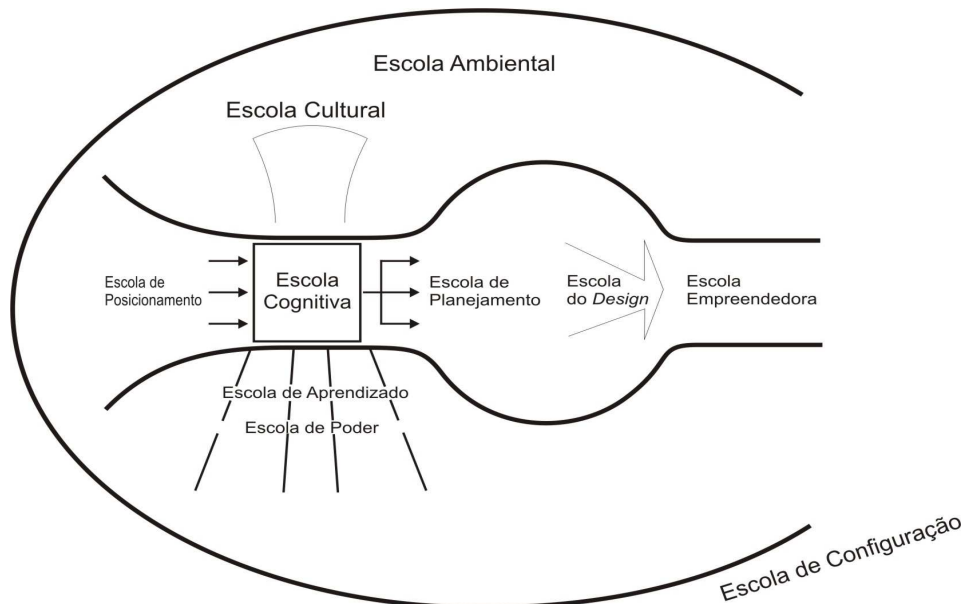 Escola Ambiental
Escola Cultural
Escola de
Posicionamento
Escola
Cognitiva
Escola de
Planejamento
Escola
do Design
Escola
Empreendedora
Escola de Aprendizado
Escola de Poder
Escola de Configuração